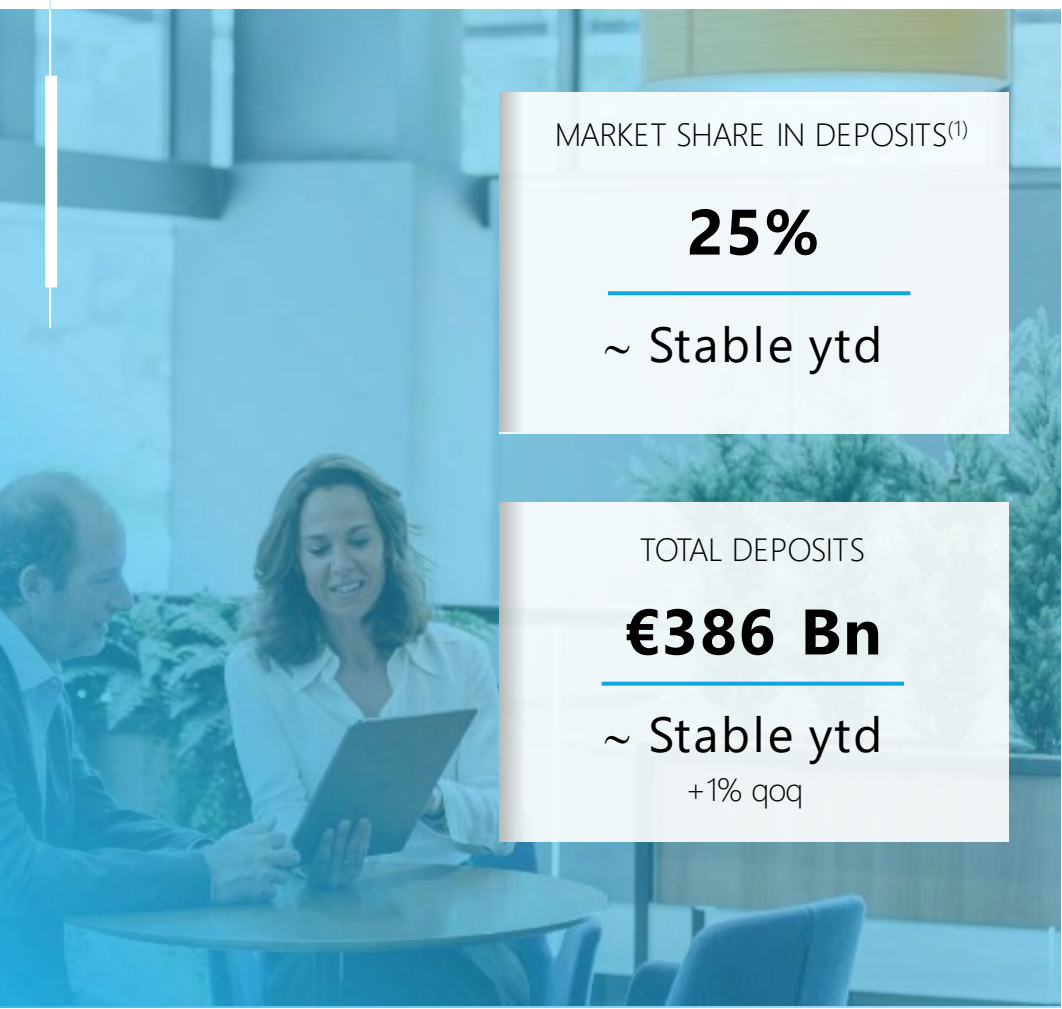 MARKET SHARE IN DEPOSITS(1)
25%
~ Stable ytd
TOTAL DEPOSITS
€386 Bn
~ Stable ytd
+1% qoq